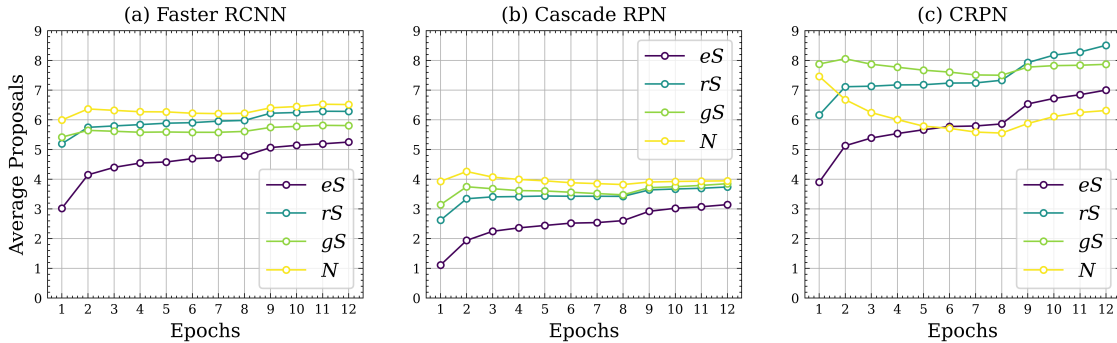 (a) Faster RCNN
(b) Cascade RPN
(c) CRPN
Average Proposals
9
8
7
6
5
4
3
2
1
0
eS
rS
gS
N
1 2 3 4 5 6 7 8 9 10 11 12
Epochs
9
8
7
6
5
4
3
2
1
0
eS
rS
gS
N
1 2 3 4 5 6 7 8 9 10 11 12
Epochs
9
8
7
6
5
4
3
2
1
0
eS
rS
gS
N
1 2 3 4 5 6 7 8 9 10 11 12
Epochs